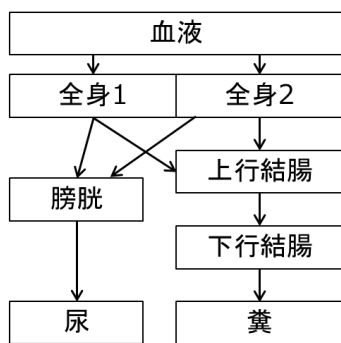 血液
全身1 全身2
上行結腸
膀胱
下行結腸
尿 糞